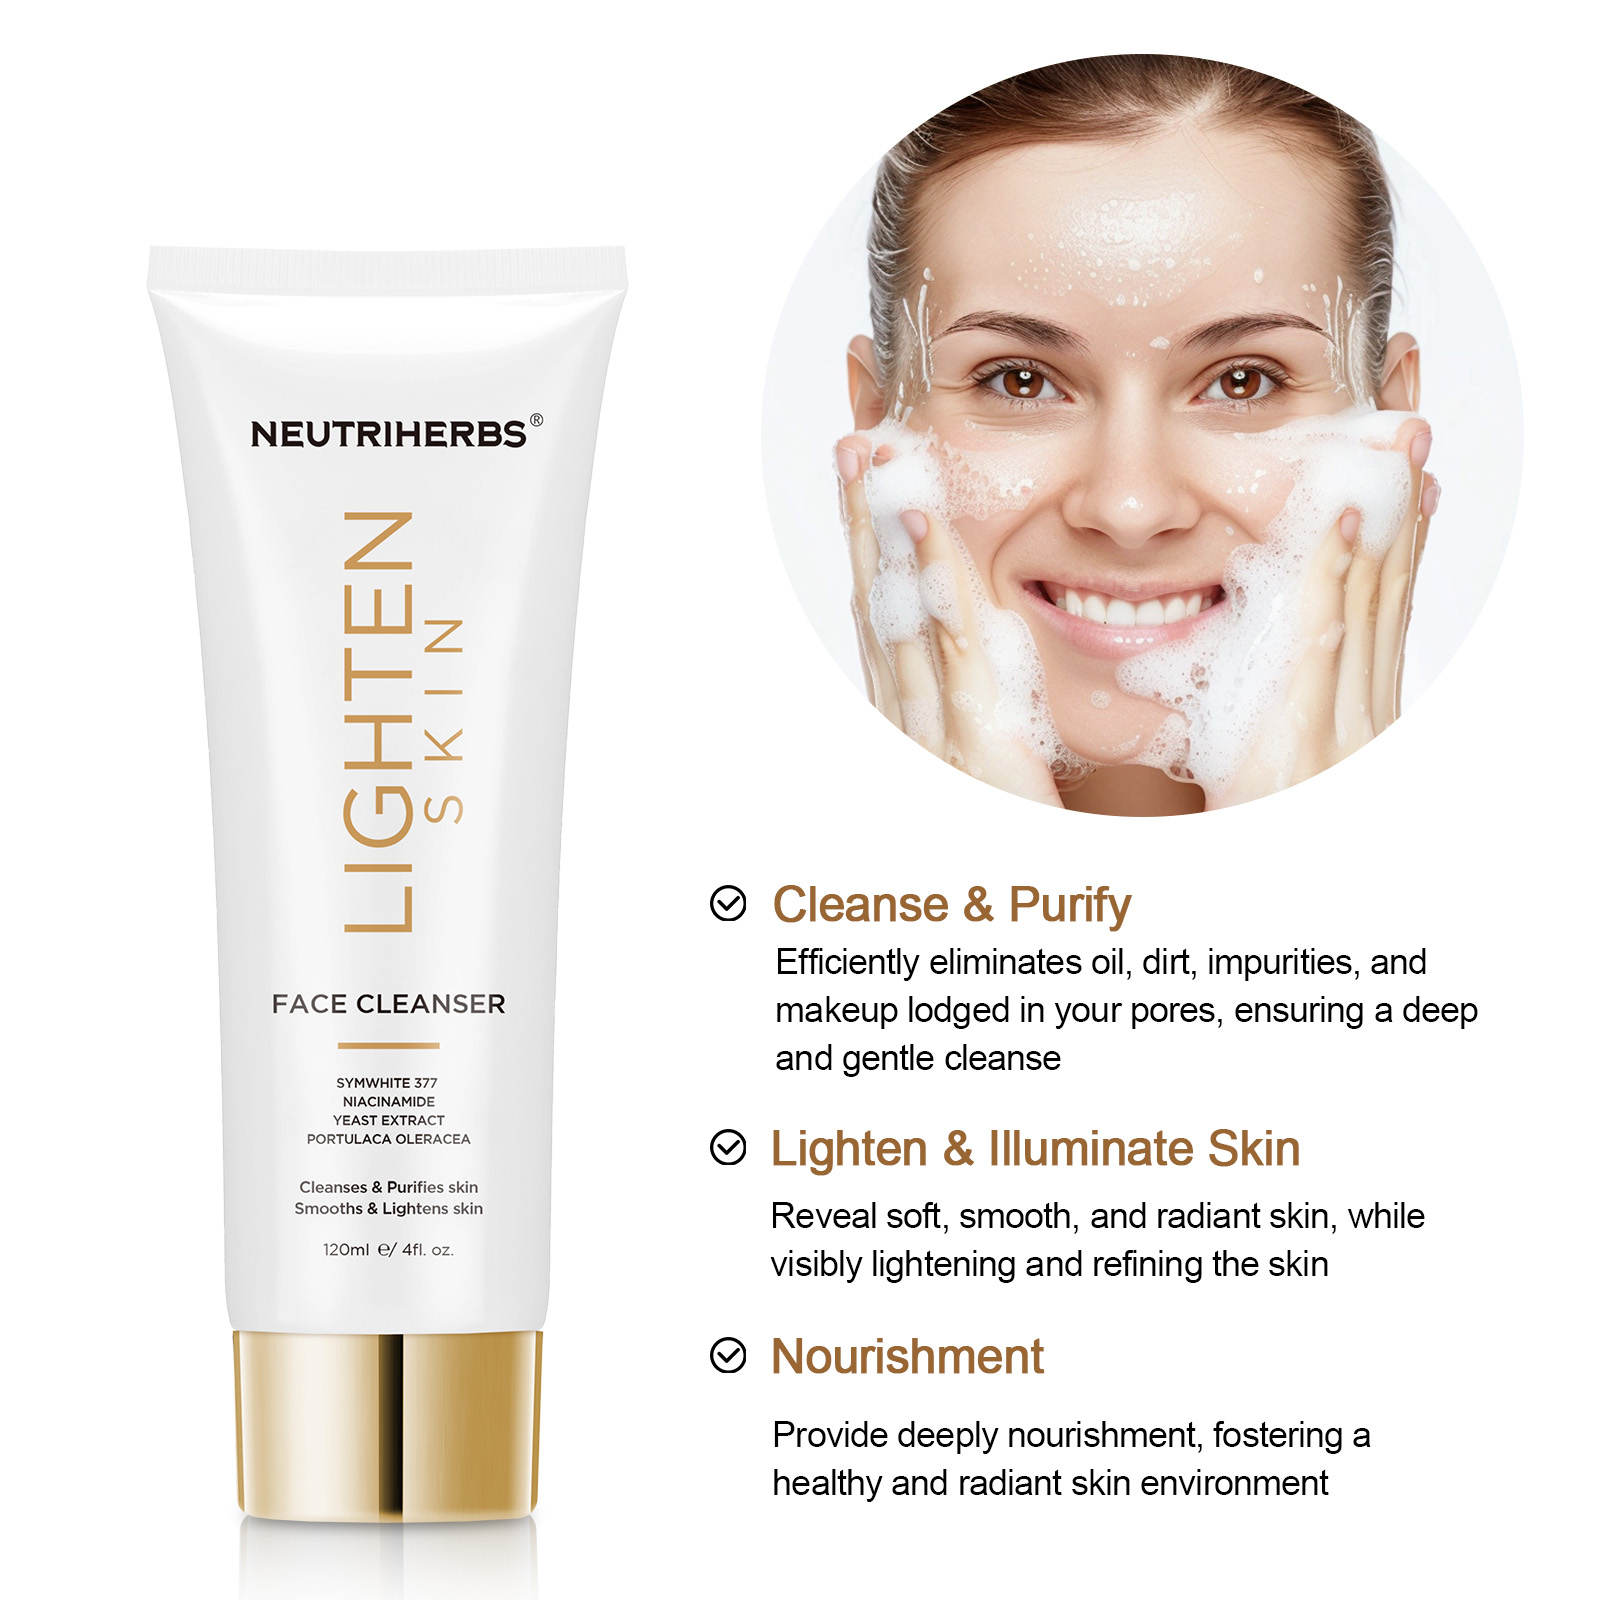 NEUTRIHERBS®
LIGHTEN
SKIN
FACE CLEANSER
SYMWHITE 377
NIACINAMIDE
YEAST EXTRACT
PORTULACA OLERACEA
Cleanses & Purifies skin
Smooths & Lightens skin
120ml ℮/ 4fl. oz.
Cleanse & Purify
Efficiently eliminates oil, dirt, impurities, and
makeup lodged in your pores, ensuring a deep
and gentle cleanse
Lighten & Illuminate Skin
Reveal soft, smooth, and radiant skin, while
visibly lightening and refining the skin
Nourishment
Provide deeply nourishment, fostering a
healthy and radiant skin environment